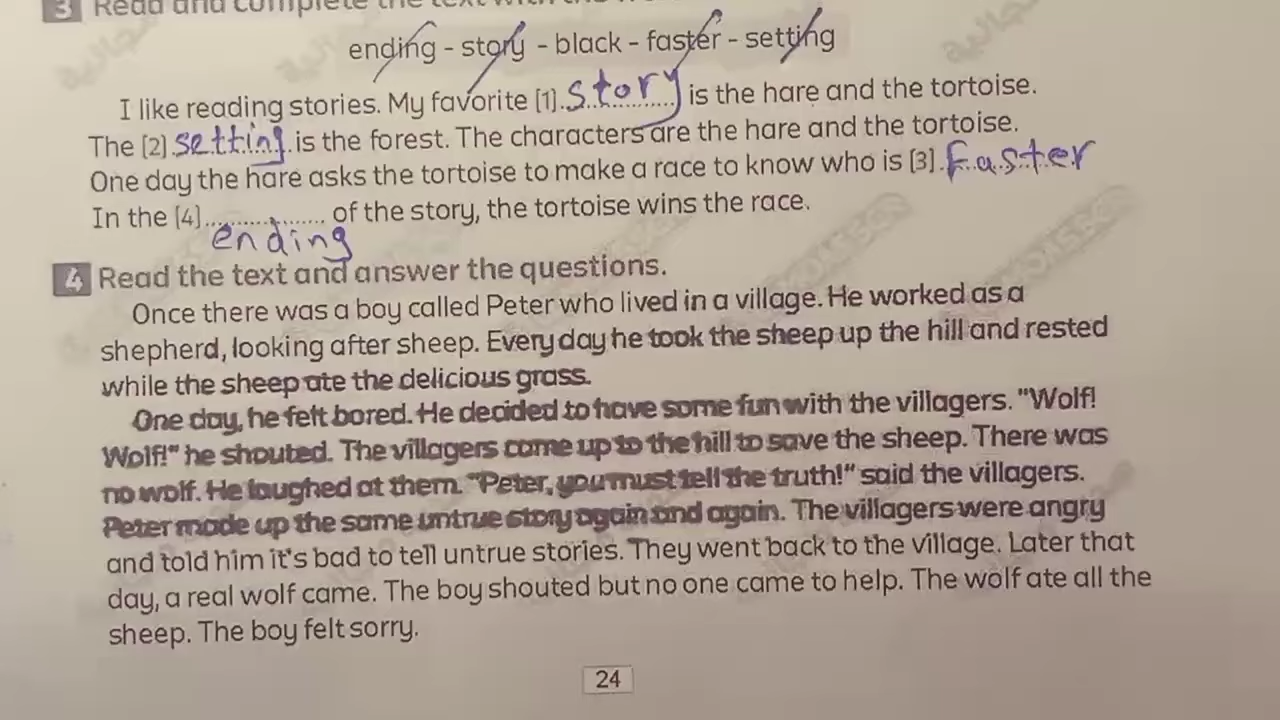 3 Read and complete the text with the
ending - story - black - faster - setting
I like reading stories. My favorite [1] story is the hare and the tortoise.
The [2] setting is the forest. The characters are the hare and the tortoise.
One day the hare asks the tortoise to make a race to know who is [3] faster
In the [4] .................... of the story, the tortoise wins the race.
ending
4 Read the text and answer the questions.
Once there was a boy called Peter who lived in a village. He worked as a
shepherd, looking after sheep. Every day he took the sheep up the hill and rested
while the sheep ate the delicious grass.
One day, he felt bored. He decided to have some fun with the villagers. "Wolf!
Wolf!" he shouted. The villagers came up to the hill to save the sheep. There was
no wolf. He laughed at them. "Peter, you must tell the truth!" said the villagers.
Peter made up the same untrue story again and again. The villagers were angry
and told him it's bad to tell untrue stories. They went back to the village. Later that
day, a real wolf came. The boy shouted but no one came to help. The wolf ate all the
sheep. The boy felt sorry.
24